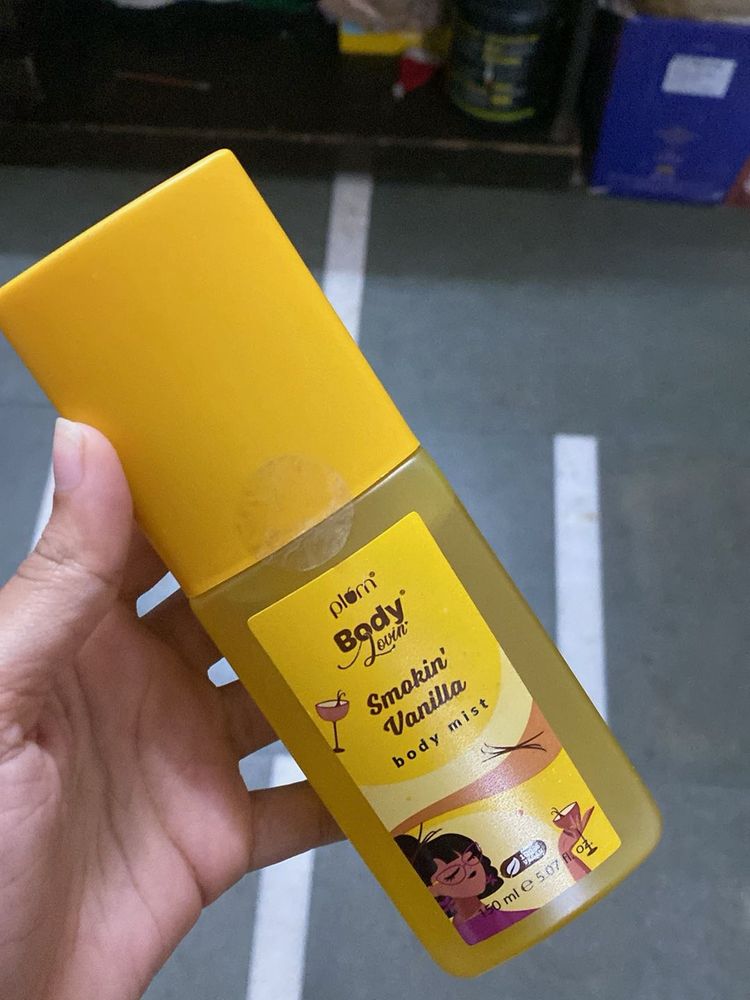 plum®
Body®
Lovin'
Smokin'
Vanilla
body mist
150 ml ℮ 5.07 fl oz